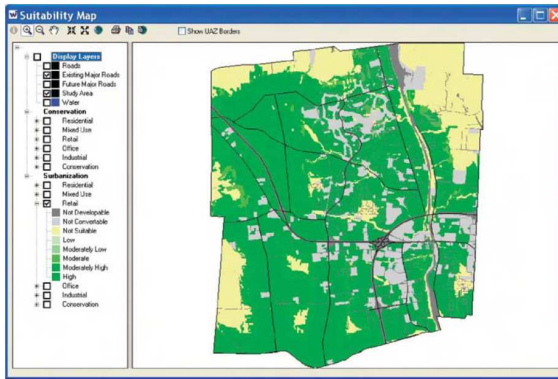 Suitability Map
Show UAZ Borders
Display Layers
Roads
Existing Major Roads
Future Major Roads
Study Area
Water
Conservation
Residential
Mixed Use
Retail
Office
Industrial
Conservation
Surbanization
Residential
Mixed Use
Retail
Not Developable
Not Convertable
Not Suitable
Low
Moderately Low
Moderate
Moderately High
High
Office
Industrial
Conservation